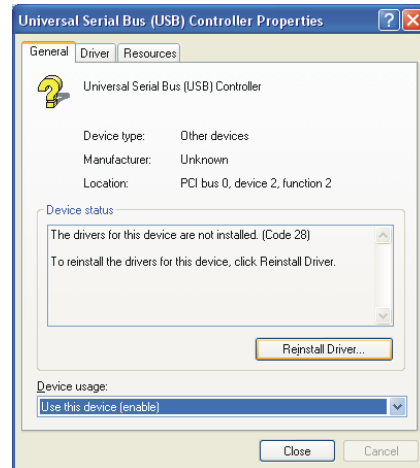 Universal Serial Bus (USB) Controller Properties
General Driver Resources
Universal Serial Bus (USB) Controller
Device type: Other devices
Manufacturer: Unknown
Location: PCI bus 0, device 2, function 2
Device status
The drivers for this device are not installed. (Code 28)
To reinstall the drivers for this device, click Reinstall Driver.
Reinstall Driver...
Device usage:
Use this device (enable)
Close Cancel